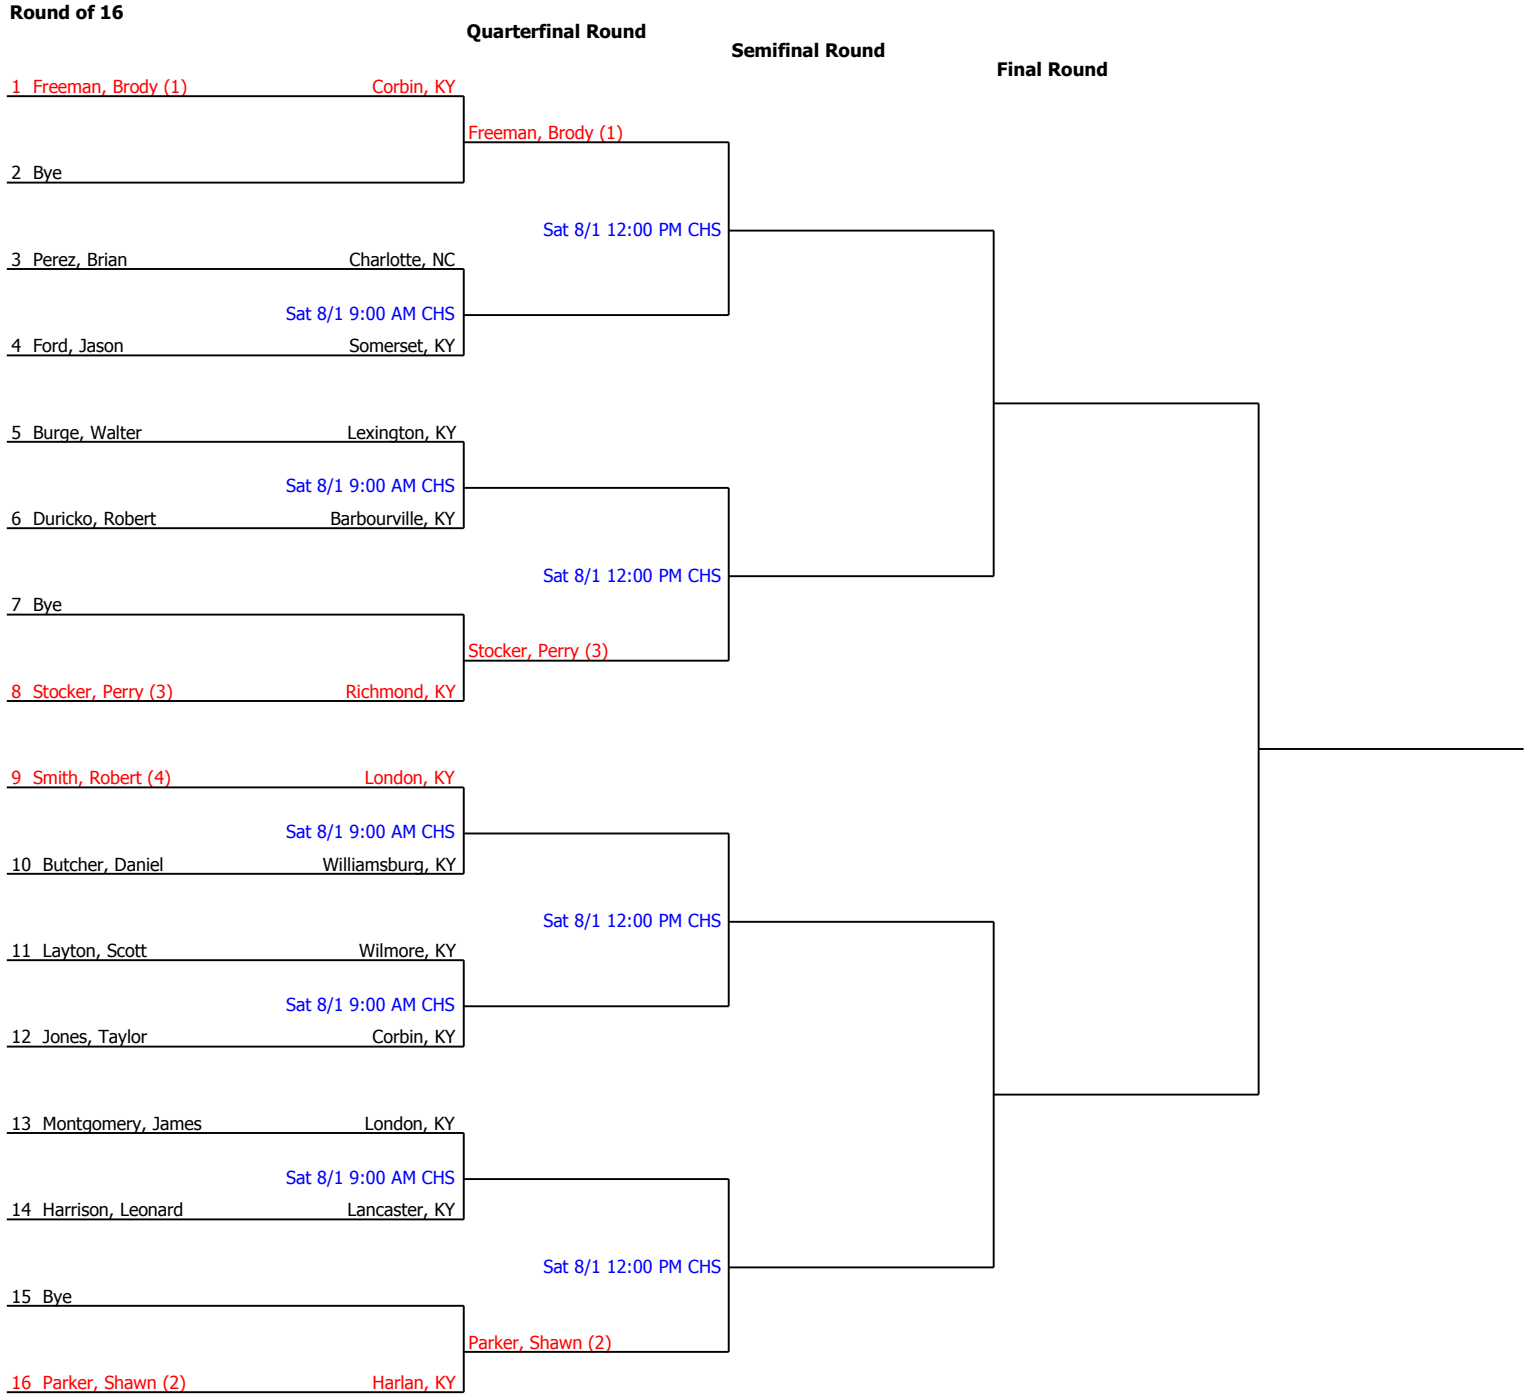 Round of 16
Quarterfinal Round
Semifinal Round
Final Round
1 Freeman, Brody (1) Corbin, KY
Freeman, Brody (1)
2 Bye
Sat 8/1 12:00 PM CHS
3 Perez, Brian Charlotte, NC
Sat 8/1 9:00 AM CHS
4 Ford, Jason Somerset, KY
5 Burge, Walter Lexington, KY
Sat 8/1 9:00 AM CHS
6 Duricko, Robert Barbourville, KY
Sat 8/1 12:00 PM CHS
7 Bye
Stocker, Perry (3)
8 Stocker, Perry (3) Richmond, KY
9 Smith, Robert (4) London, KY
Sat 8/1 9:00 AM CHS
10 Butcher, Daniel Williamsburg, KY
Sat 8/1 12:00 PM CHS
11 Layton, Scott Wilmore, KY
Sat 8/1 9:00 AM CHS
12 Jones, Taylor Corbin, KY
13 Montgomery, James London, KY
Sat 8/1 9:00 AM CHS
14 Harrison, Leonard Lancaster, KY
Sat 8/1 12:00 PM CHS
15 Bye
Parker, Shawn (2)
16 Parker, Shawn (2) Harlan, KY